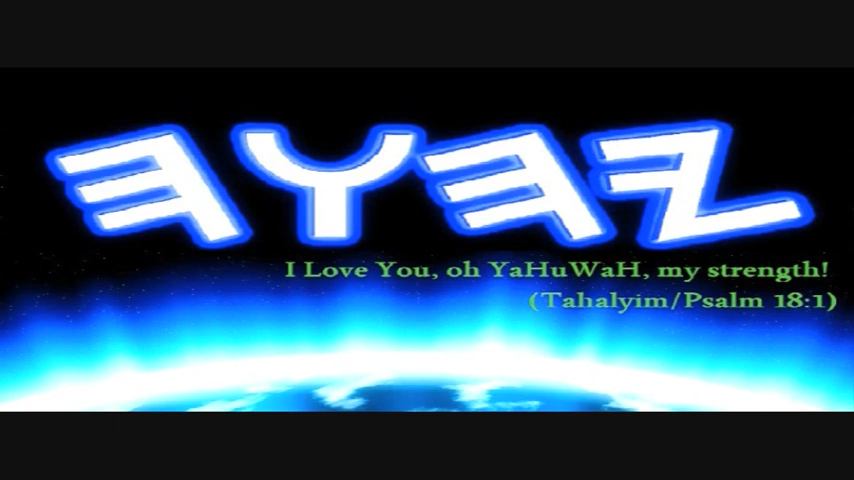 𐤉𐤄𐤅𐤄
I Love You, oh YaHuWaH, my strength!
(Tahalyim/Psalm 18:1)